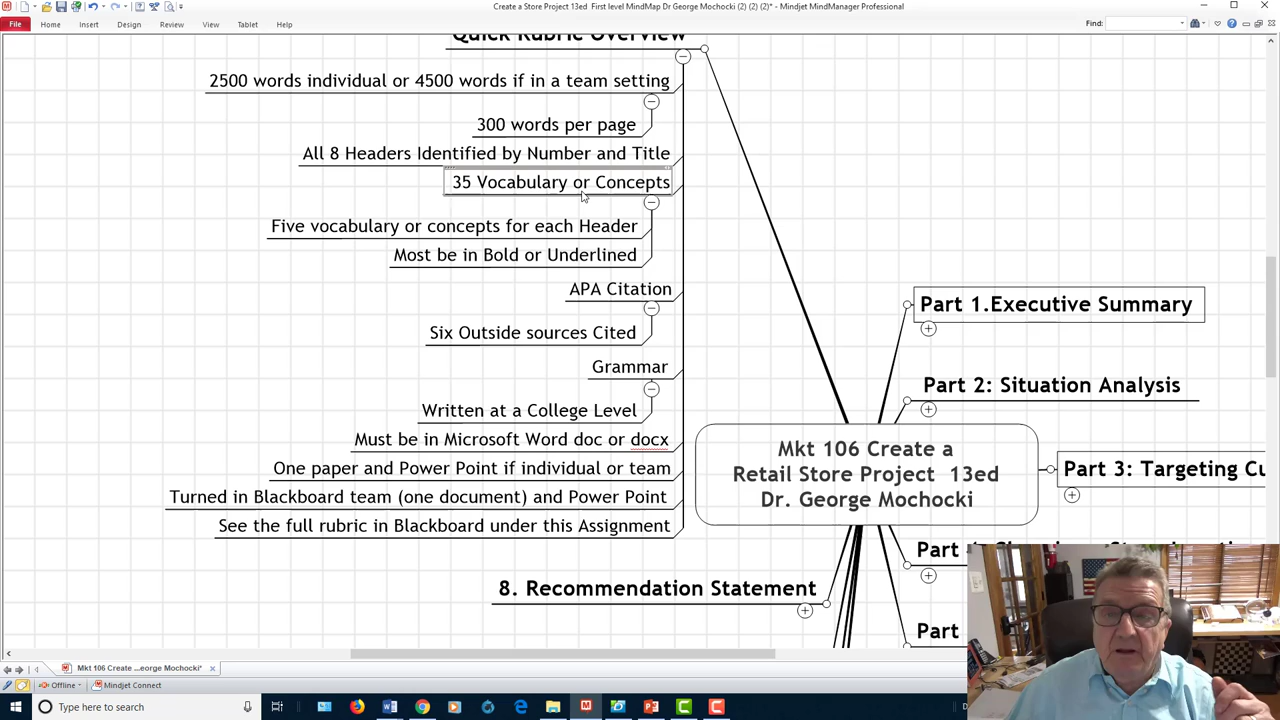 Create a Store Project 13ed First level MindMap Dr George Mochocki (2) (2) (2)* - Mindjet MindManager Professional
File Home Insert Design Review View Tablet Help Find:
Quick Rubric Overview
2500 words individual or 4500 words if in a team setting
300 words per page
All 8 Headers Identified by Number and Title
35 Vocabulary or Concepts
Five vocabulary or concepts for each Header
Most be in Bold or Underlined
APA Citation
Six Outside sources Cited
Grammar
Written at a College Level
Must be in Microsoft Word doc or docx
One paper and Power Point if individual or team
Turned in Blackboard team (one document) and Power Point
See the full rubric in Blackboard under this Assignment
8. Recommendation Statement
Part 1.Executive Summary
Part 2: Situation Analysis
Part 3: Targeting Cu
Mkt 106 Create a
Retail Store Project 13ed
Dr. George Mochocki
Part
Part
Mkt 106 Create ...eorge Mochocki*
Offline Mindjet Connect
Type here to search